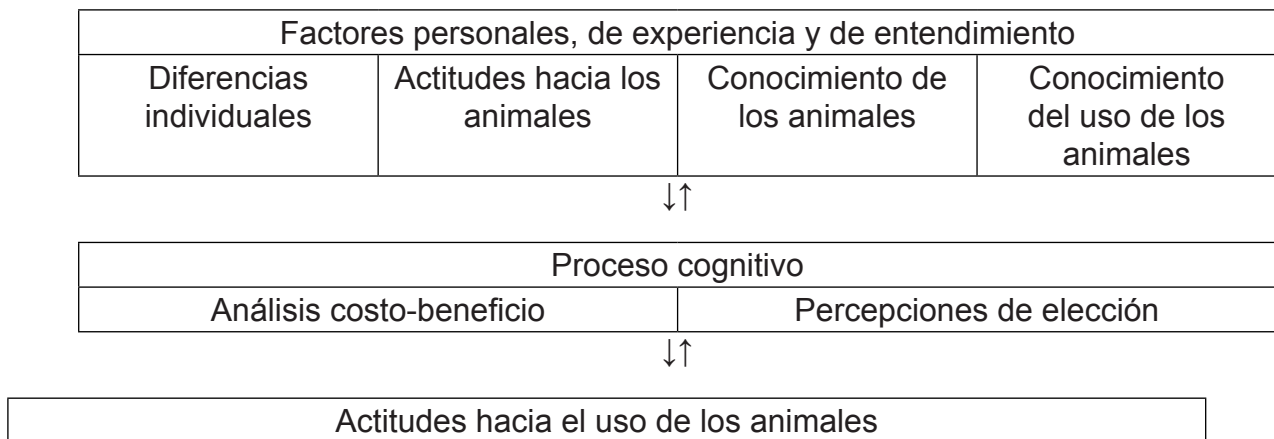 Factores personales, de experiencia y de entendimiento
Diferencias individuales
Actitudes hacia los animales
Conocimiento de los animales
Conocimiento del uso de los animales
↓↑
Proceso cognitivo
Análisis costo-beneficio
Percepciones de elección
↓↑
Actitudes hacia el uso de los animales